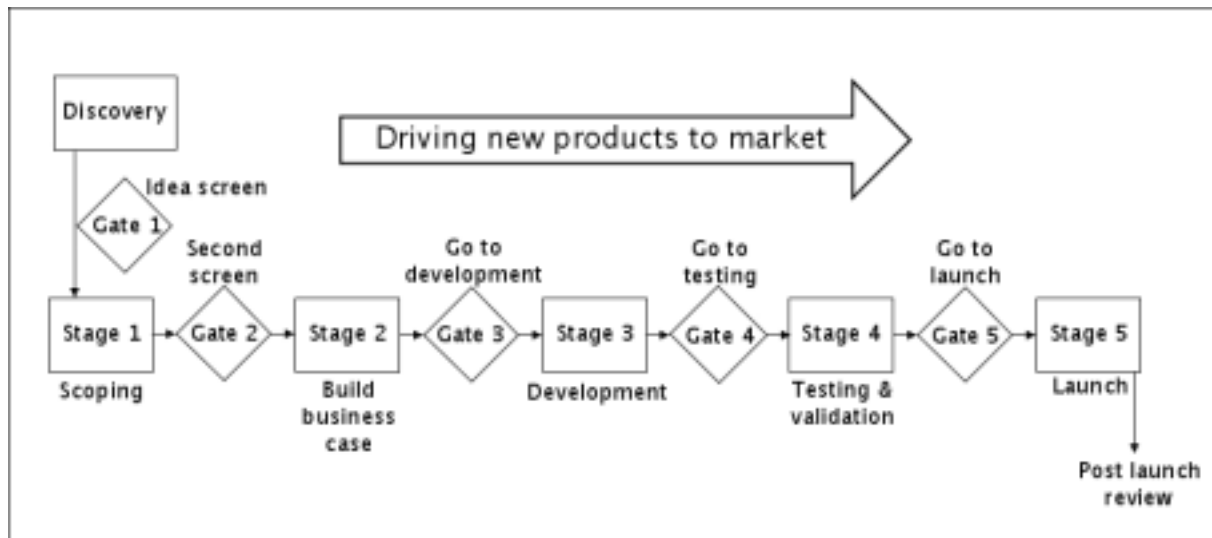 Discovery
Driving new products to market
Idea screen
Gate 1
Second
screen
Go to
development
Go to
testing
Go to
launch
Stage 1
Gate 2
Stage 2
Gate 3
Stage 3
Gate 4
Stage 4
Gate 5
Stage 5
Scoping
Build
business
case
Development
Testing &
validation
Launch
Post launch
review